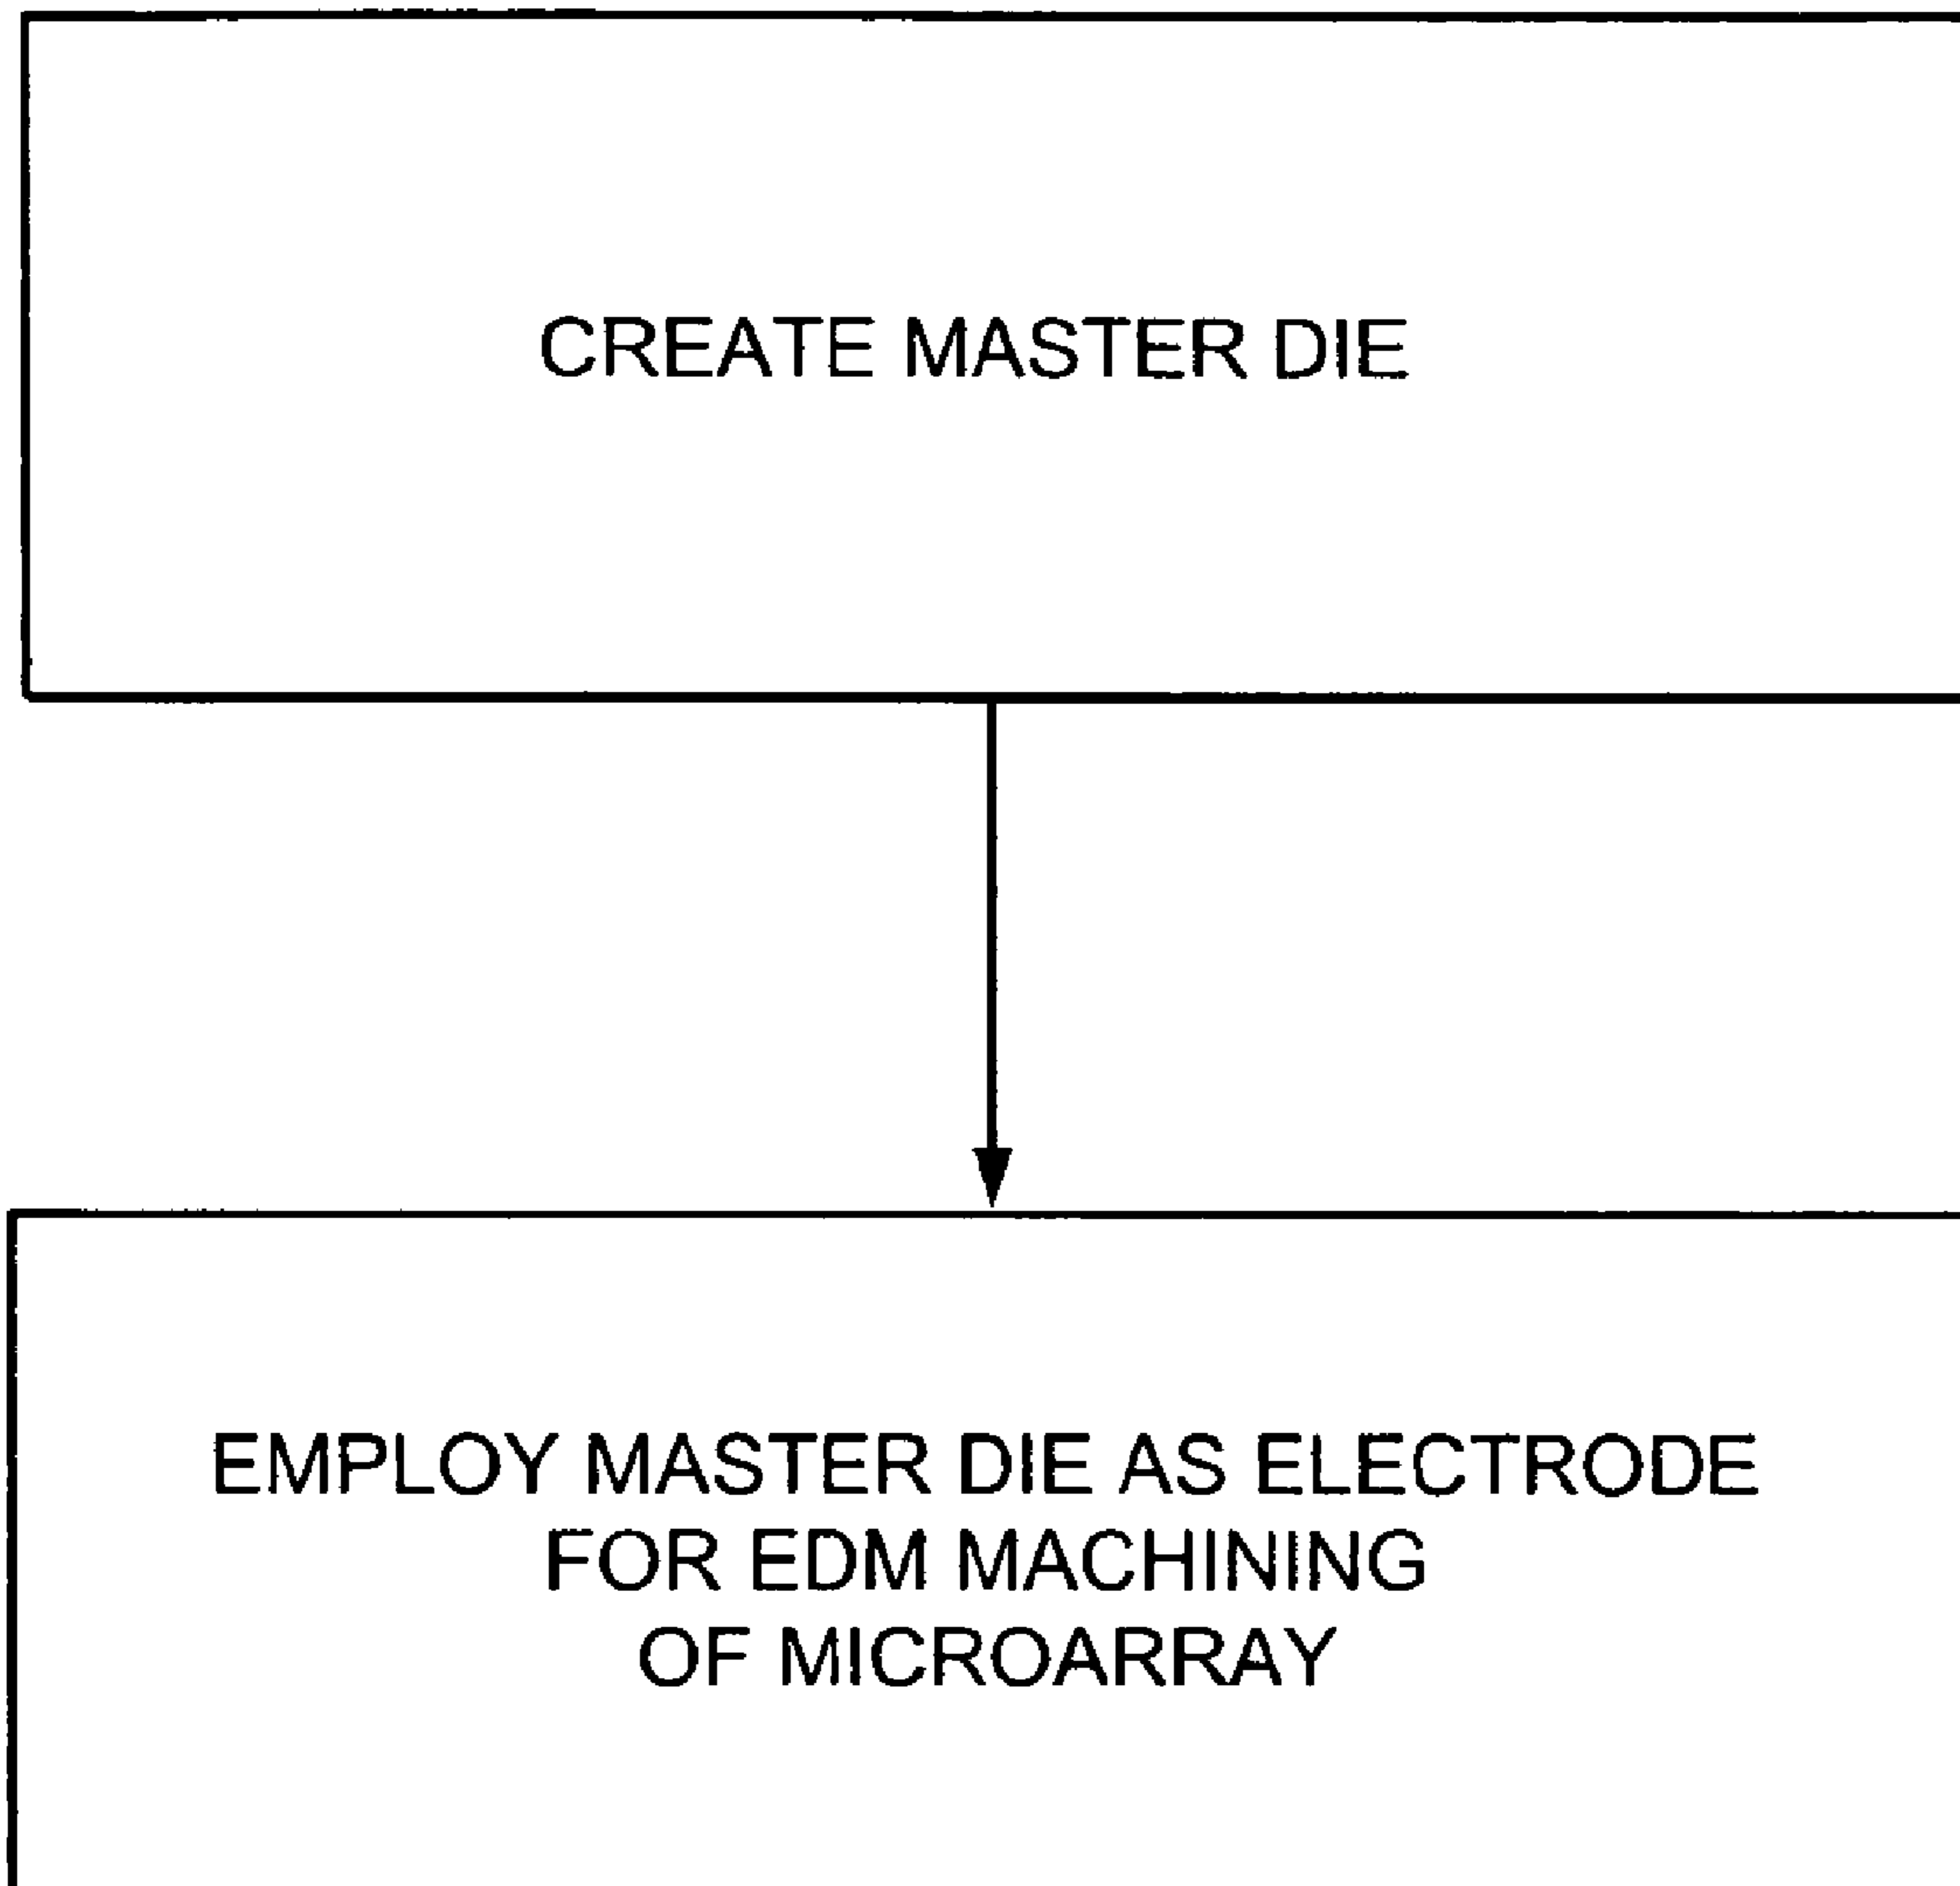 CREATE MASTER DIE
EMPLOY MASTER DIE AS ELECTRODE
FOR EDM MACHINING
OF MICROARRAY